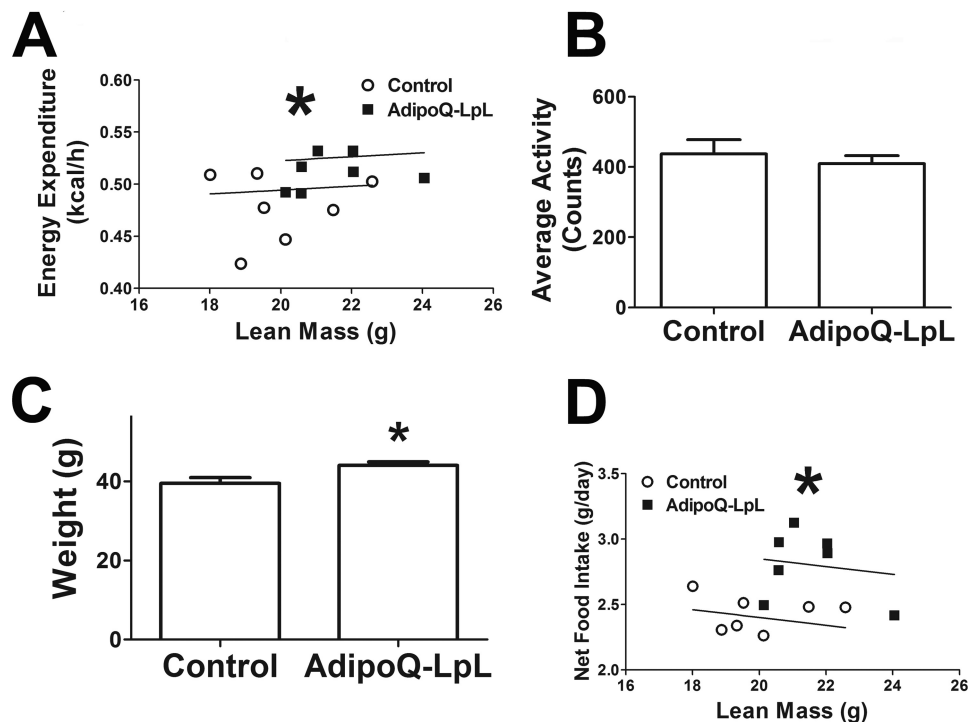 A
Energy Expenditure
(kcal/h)
0.60
0.55
0.50
0.45
0.40
16 18 20 22 24 26
Lean Mass (g)
Control
AdipoQ-LpL
*
B
Average Activity
(Counts)
600
400
200
0
Control AdipoQ-LpL
C
Weight (g)
40
20
0
*
Control AdipoQ-LpL
D
Net Food Intake (g/day)
3.5
3.0
2.5
2.0
16 18 20 22 24 26
Lean Mass (g)
Control
AdipoQ-LpL
*